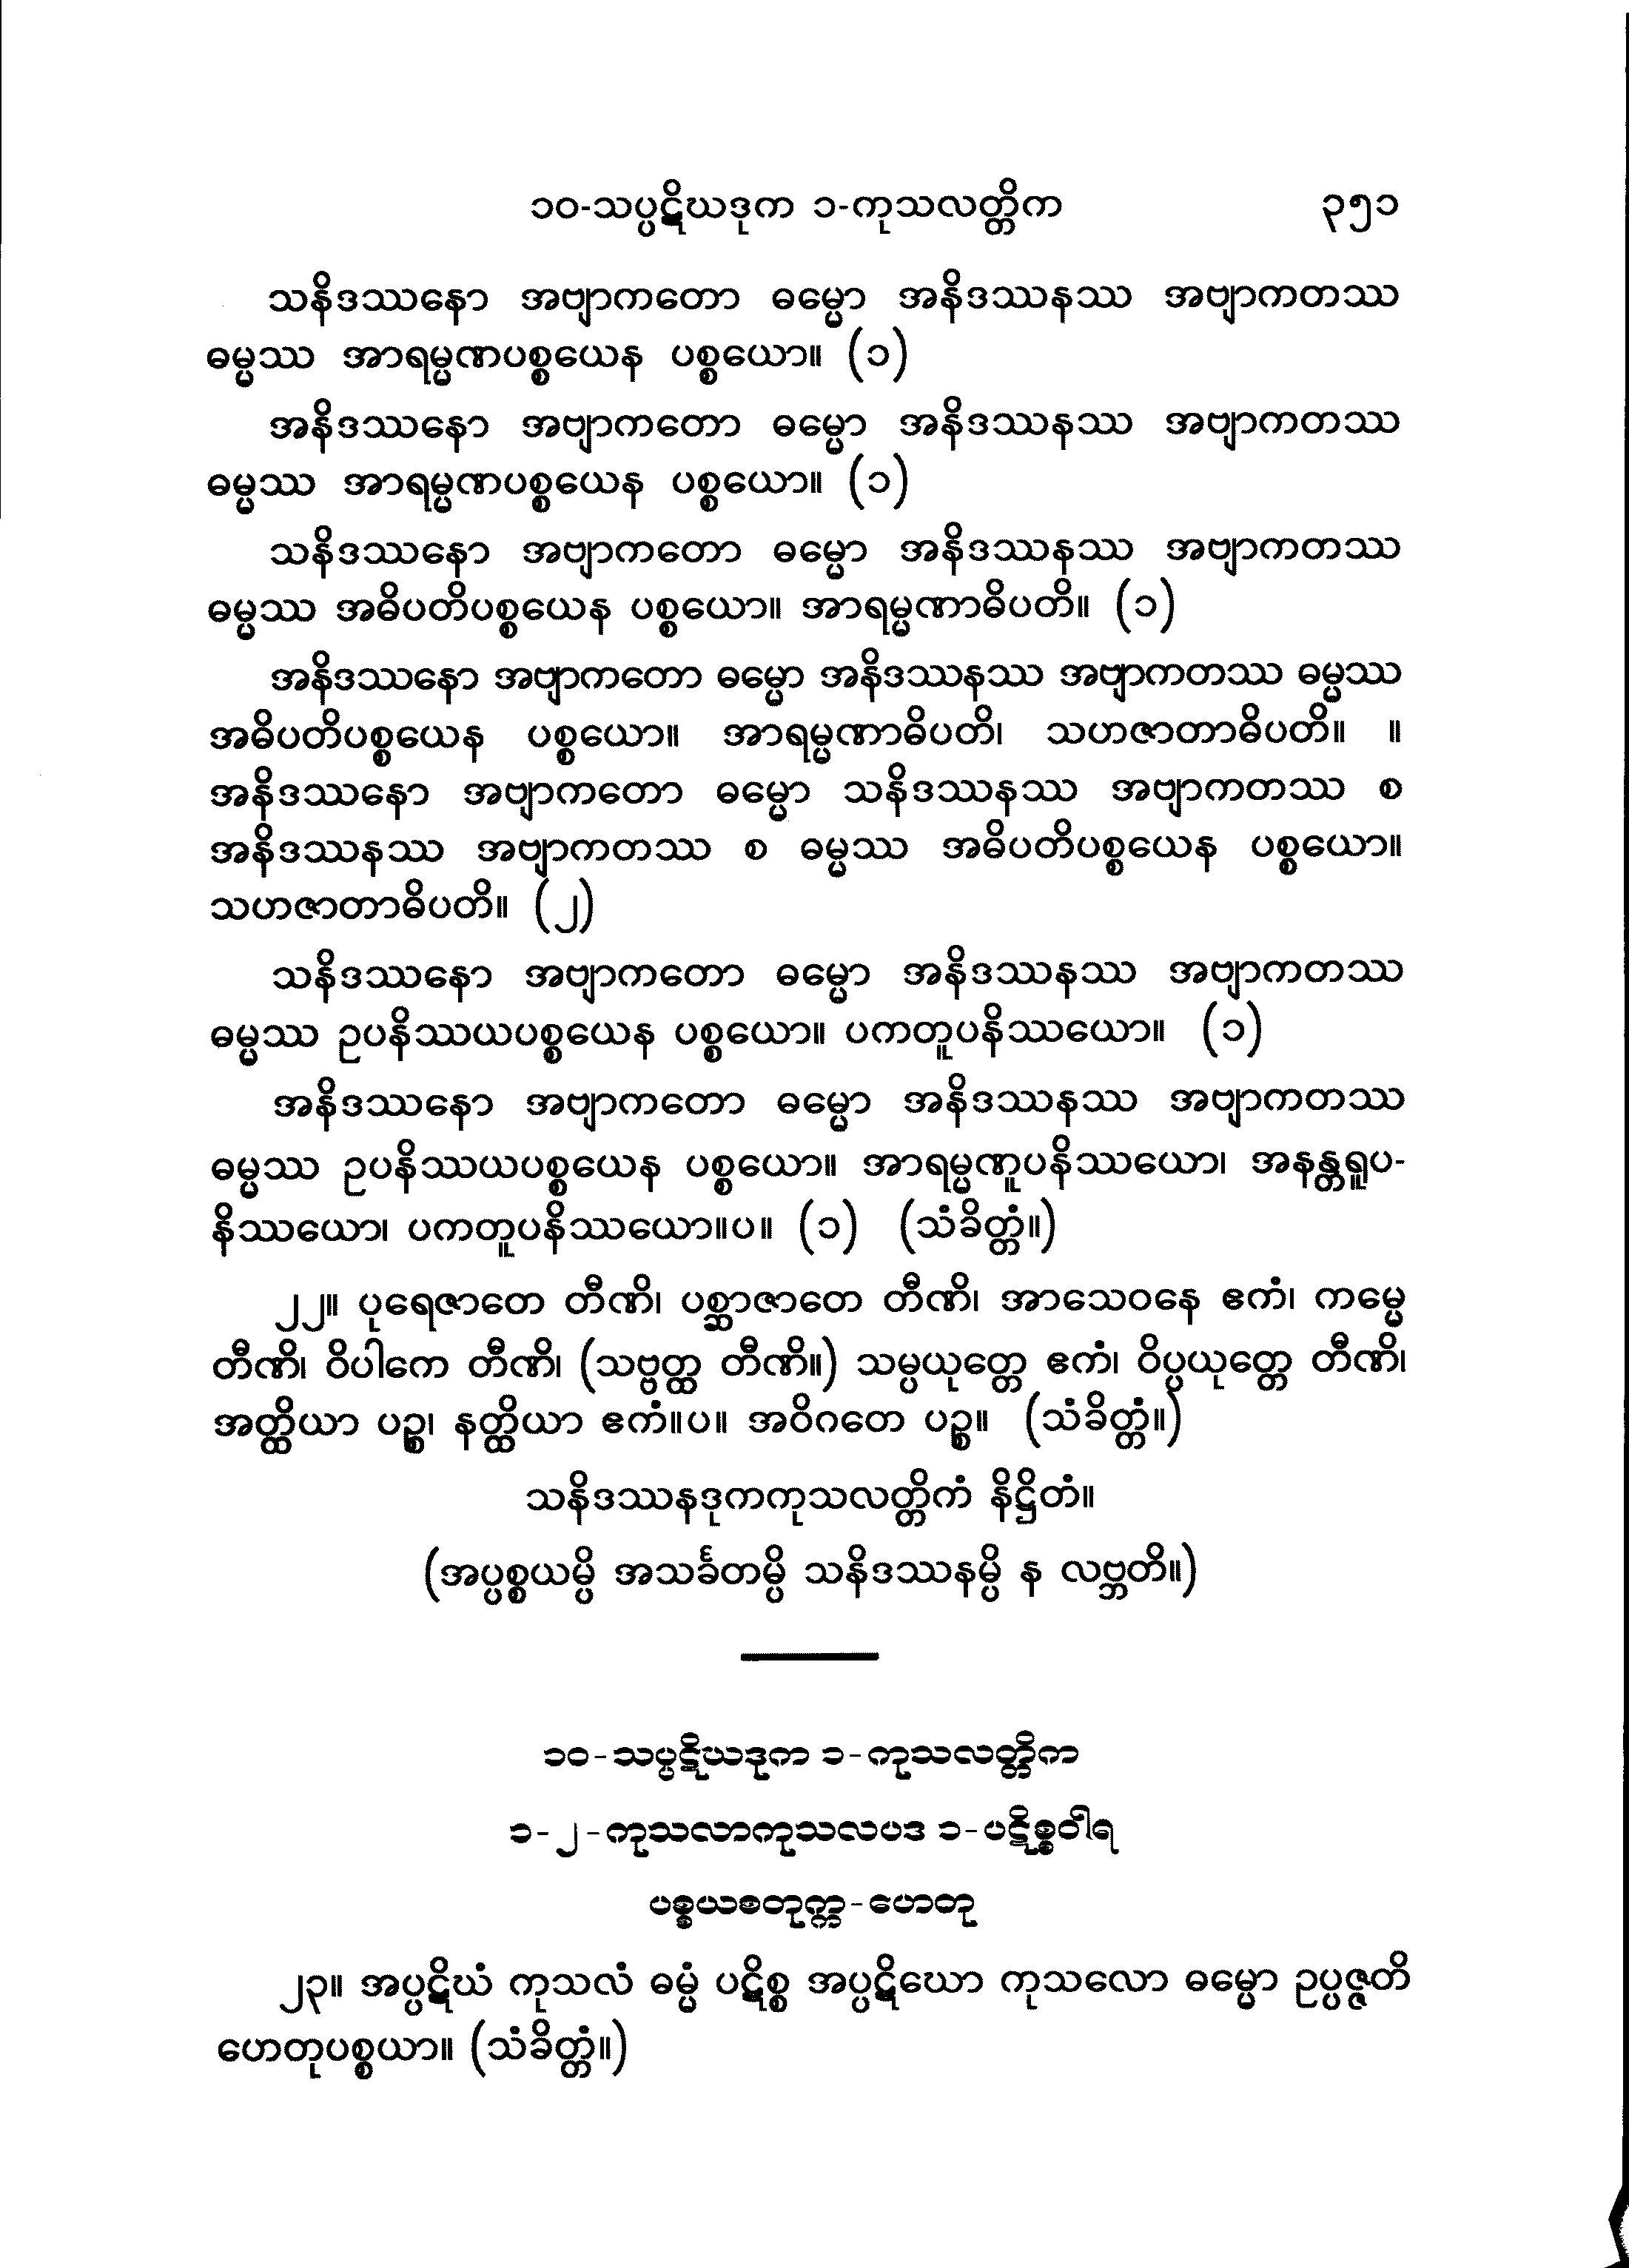 ၁၀-သပ္ပဋိဃဒုက ၁-ကုသလတ္တိက ၃၅၁
သနိဒဿနော အဗျာကတော ဓမ္မော အနိဒဿနဿ အဗျာကတဿ
ဓမ္မဿ အာရမ္မဏပစ္စယေန ပစ္စယော။ (၁)
အနိဒဿနော အဗျာကတော ဓမ္မော အနိဒဿနဿ အဗျာကတဿ
ဓမ္မဿ အာရမ္မဏပစ္စယေန ပစ္စယော။ (၁)
သနိဒဿနော အဗျာကတော ဓမ္မော အနိဒဿနဿ အဗျာကတဿ
ဓမ္မဿ အဓိပတိပစ္စယေန ပစ္စယော။ အာရမ္မဏာဓိပတိ။ (၁)
အနိဒဿနော အဗျာကတော ဓမ္မော အနိဒဿနဿ အဗျာကတဿ ဓမ္မဿ
အဓိပတိပစ္စယေန ပစ္စယော။ အာရမ္မဏာဓိပတိ၊ သဟဇာတာဓိပတိ။ ။
အနိဒဿနော အဗျာကတော ဓမ္မော သနိဒဿနဿ အဗျာကတဿ စ
အနိဒဿနဿ အဗျာကတဿ စ ဓမ္မဿ အဓိပတိပစ္စယေန ပစ္စယော။
သဟဇာတာဓိပတိ။ (၂)
သနိဒဿနော အဗျာကတော ဓမ္မော အနိဒဿနဿ အဗျာကတဿ
ဓမ္မဿ ဥပနိဿယပစ္စယေန ပစ္စယော။ ပကတူပနိဿယော။ (၁)
အနိဒဿနော အဗျာကတော ဓမ္မော အနိဒဿနဿ အဗျာကတဿ
ဓမ္မဿ ဥပနိဿယပစ္စယေန ပစ္စယော။ အာရမ္မဏူပနိဿယော၊ အနန္တရူပ-
နိဿယော၊ ပကတူပနိဿယော။ပ။ (၁) (သံခိတ္တံ။)
၂၂။ ပုရေဇာတေ တီဏိ၊ ပစ္ဆာဇာတေ တီဏိ၊ အာသေဝနေ ဧကံ၊ ကမ္မေ
တီဏိ၊ ဝိပါကေ တီဏိ၊ (သဗ္ဗတ္ထ တီဏိ။) သမ္ပယုတ္တေ ဧကံ၊ ဝိပ္ပယုတ္တေ တီဏိ၊
အတ္ထိယာ ပဉ္စ၊ နတ္ထိယာ ဧကံ။ပ။ အဝိဂတေ ပဉ္စ။ (သံခိတ္တံ။)
သနိဒဿနဒုကကုသလတ္တိကံ နိဋ္ဌိတံ။
(အပ္ပစ္စယမ္ပိ အသင်္ခတမ္ပိ သနိဒဿနမ္ပိ န လဗ္ဘတိ။)
၁၀-သပ္ပဋိဃဒုက ၁-ကုသလတ္တိက
၁-၂-ကုသလာကုသလပဒ ၁-ပဋိစ္စဝါရ
ပစ္စယစတုက္က-ဟေတု
၂၃။ အပ္ပဋိဃံ ကုသလံ ဓမ္မံ ပဋိစ္စ အပ္ပဋိဃော ကုသလော ဓမ္မော ဥပ္ပဇ္ဇတိ
ဟေတုပစ္စယာ။ (သံခိတ္တံ။)